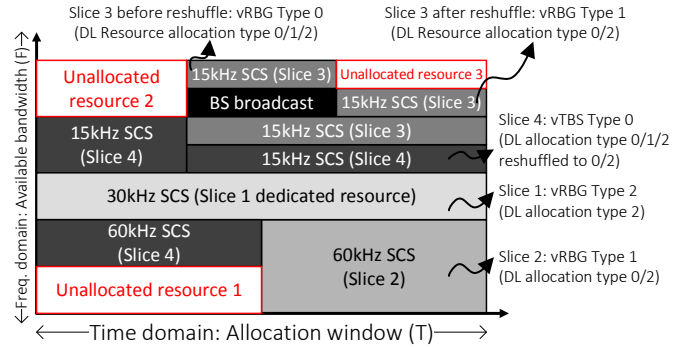 Slice 3 before reshuffle: vRBG Type 0
(DL Resource allocation type 0/1/2)
Slice 3 after reshuffle: vRBG Type 1
(DL Resource allocation type 0/2)
Unallocated
resource 2
15kHz SCS (Slice 3)
Unallocated resource 3
BS broadcast
15kHz SCS (Slice 3)
15kHz SCS
(Slice 4)
15kHz SCS (Slice 3)
15kHz SCS (Slice 4)
Slice 4: vTBS Type 0
(DL allocation type 0/1/2
reshuffled to 0/2)
30kHz SCS (Slice 1 dedicated resource)
Slice 1: vRBG Type 2
(DL allocation type 2)
60kHz SCS
(Slice 4)
60kHz SCS
(Slice 2)
Slice 2: vRBG Type 1
(DL allocation type 0/2)
Unallocated resource 1
Freq. domain: Available bandwidth (F)
Time domain: Allocation window (T)